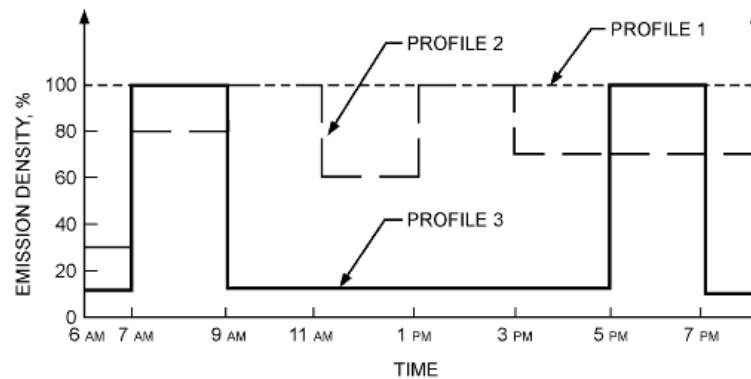 PROFILE 1
PROFILE 2
100
80
60
40
20
0
EMISSION DENSITY, %
PROFILE 3
6 AM 7 AM 9 AM 11 AM 1 PM 3 PM 5 PM 7 PM
TIME